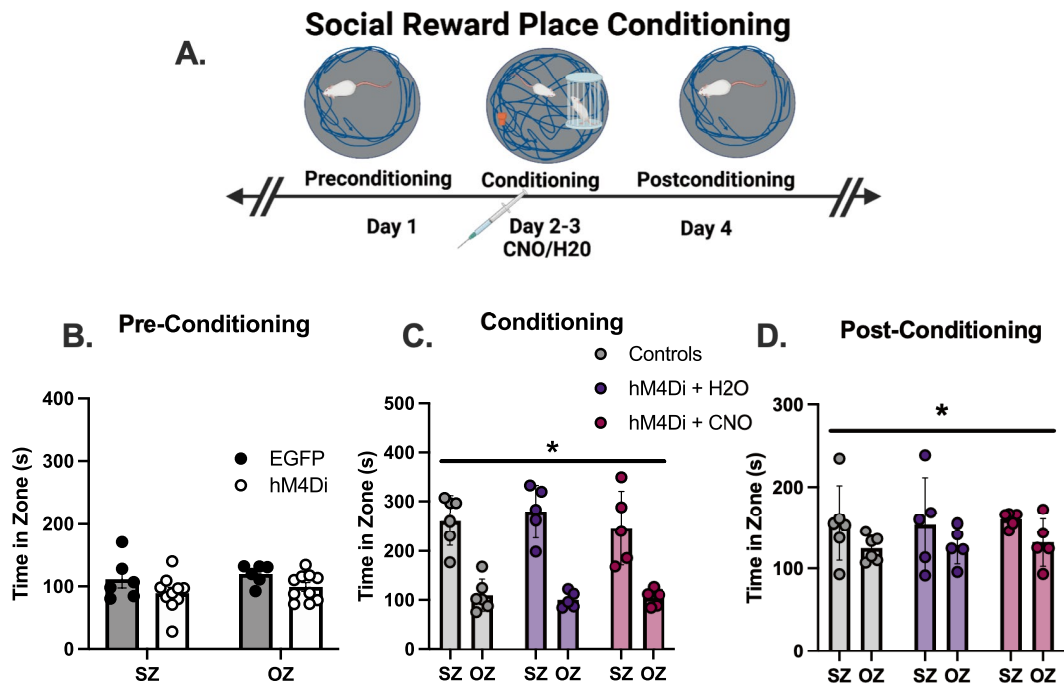 Social Reward Place Conditioning
A.
Preconditioning
Conditioning
Postconditioning
Day 1
Day 2-3
CNO/H20
Day 4
B.
Pre-Conditioning
Time in Zone (s)
400
300
200
100
0
EGFP
hM4Di
SZ
OZ
C.
Conditioning
Controls
hM4Di + H2O
hM4Di + CNO
Time in Zone (s)
500
400
300
200
100
0
*
SZ OZ SZ OZ SZ OZ
D.
Post-Conditioning
Time in Zone (s)
300
200
100
0
*
SZ OZ SZ OZ SZ OZ